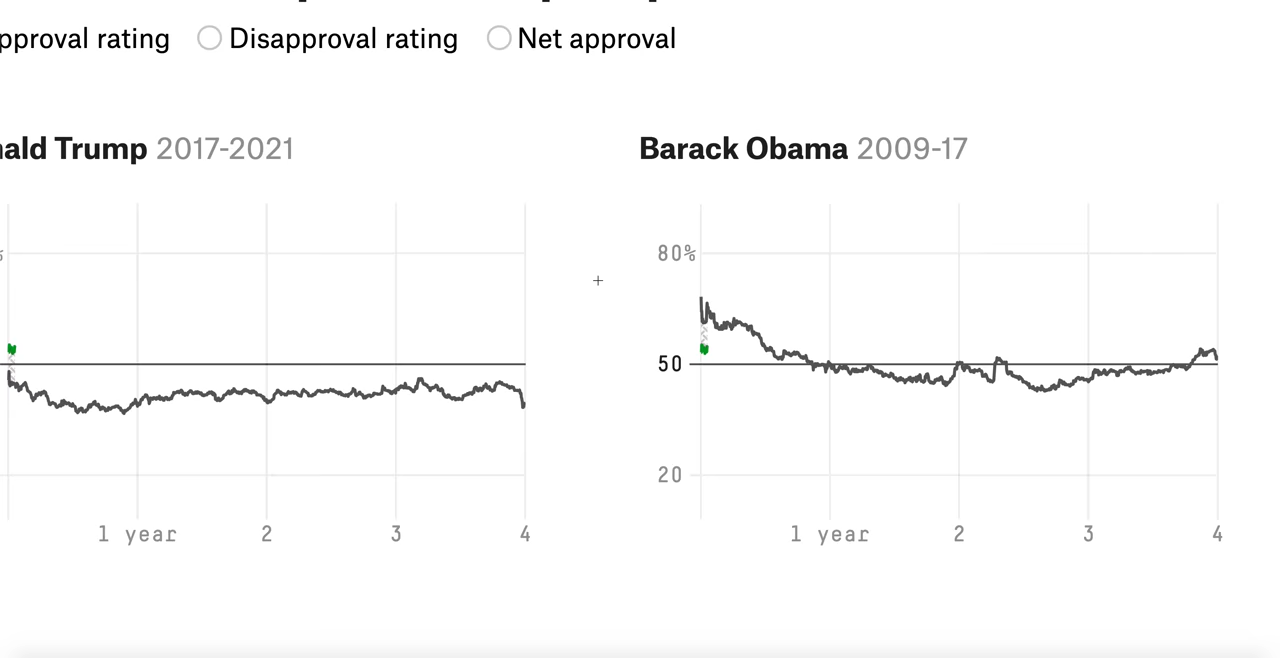 pproval rating Disapproval rating Net approval
nald Trump 2017-2021
Barack Obama 2009-17
%
80%
50
20
1 year 2 3 4
1 year 2 3 4